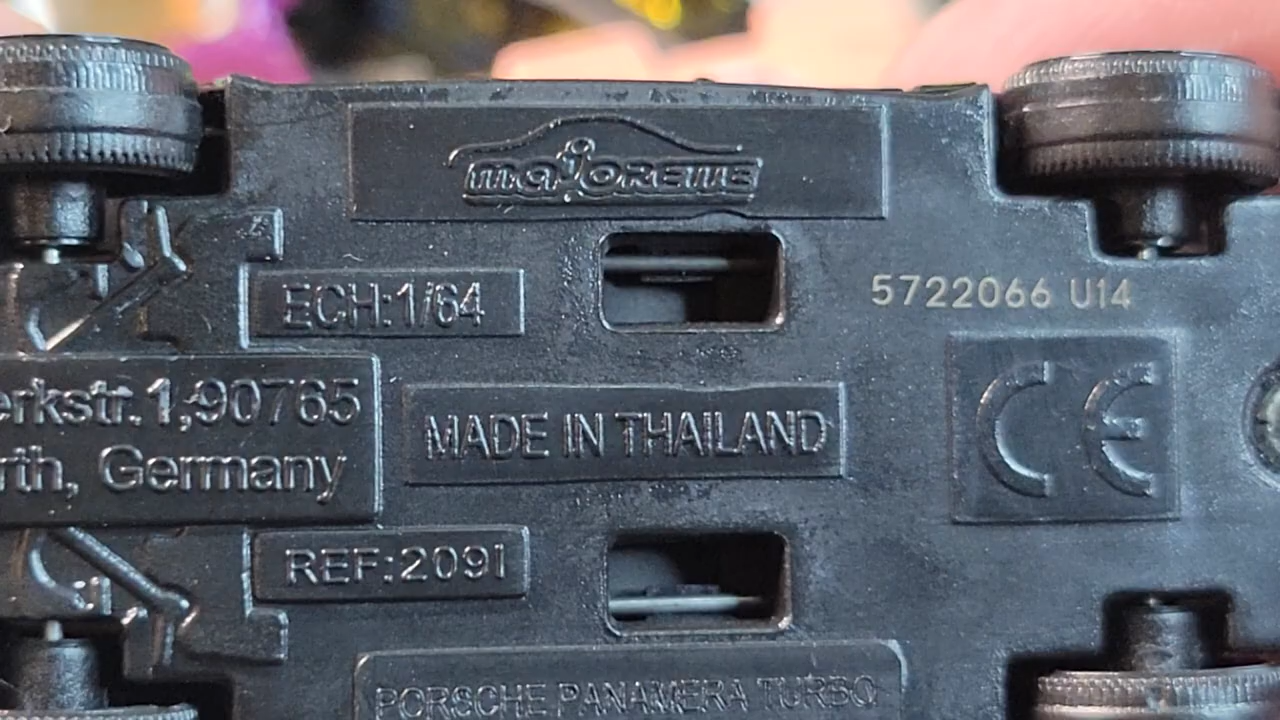 majorette
ECH:1/64
5722066 U14
erkstr.1,90765
rth, Germany
MADE IN THAILAND
CE
REF:209I
PORSCHE PANAMERA TURBO